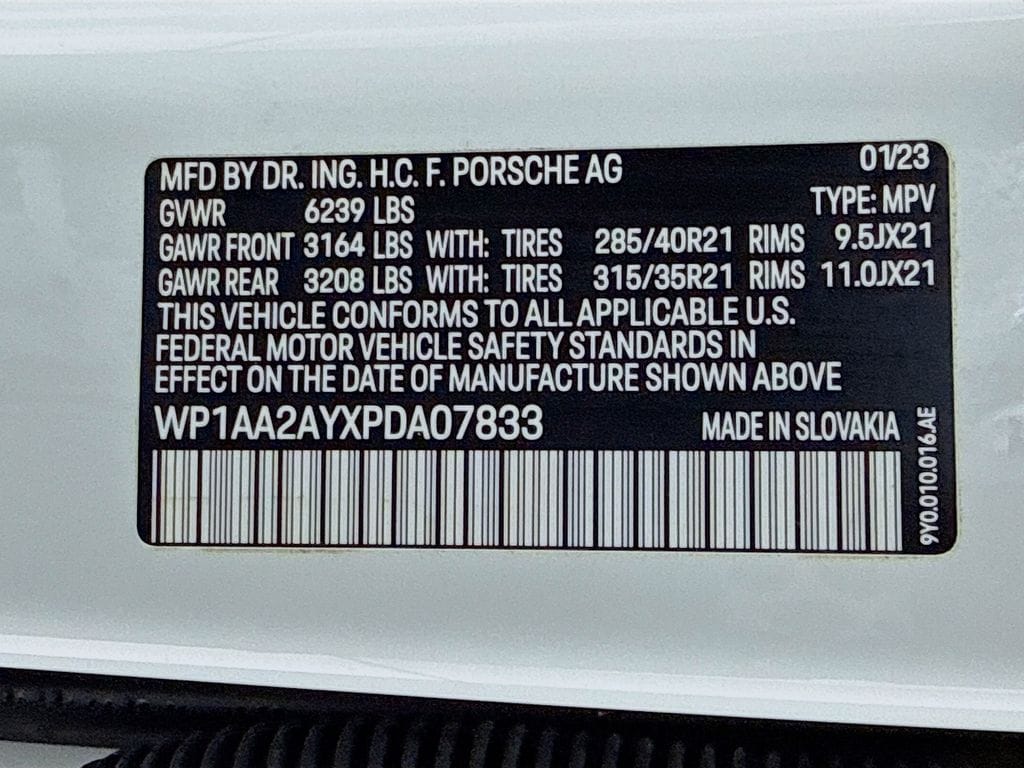 MFD BY DR. ING. H.C. F. PORSCHE AG 01/23
GVWR 6239 LBS TYPE: MPV
GAWR FRONT 3164 LBS WITH: TIRES 285/40R21 RIMS 9.5JX21
GAWR REAR 3208 LBS WITH: TIRES 315/35R21 RIMS 11.0JX21
THIS VEHICLE CONFORMS TO ALL APPLICABLE U.S.
FEDERAL MOTOR VEHICLE SAFETY STANDARDS IN
EFFECT ON THE DATE OF MANUFACTURE SHOWN ABOVE
WP1AA2AYXPDA07833 MADE IN SLOVAKIA
9Y0.010.016.AE